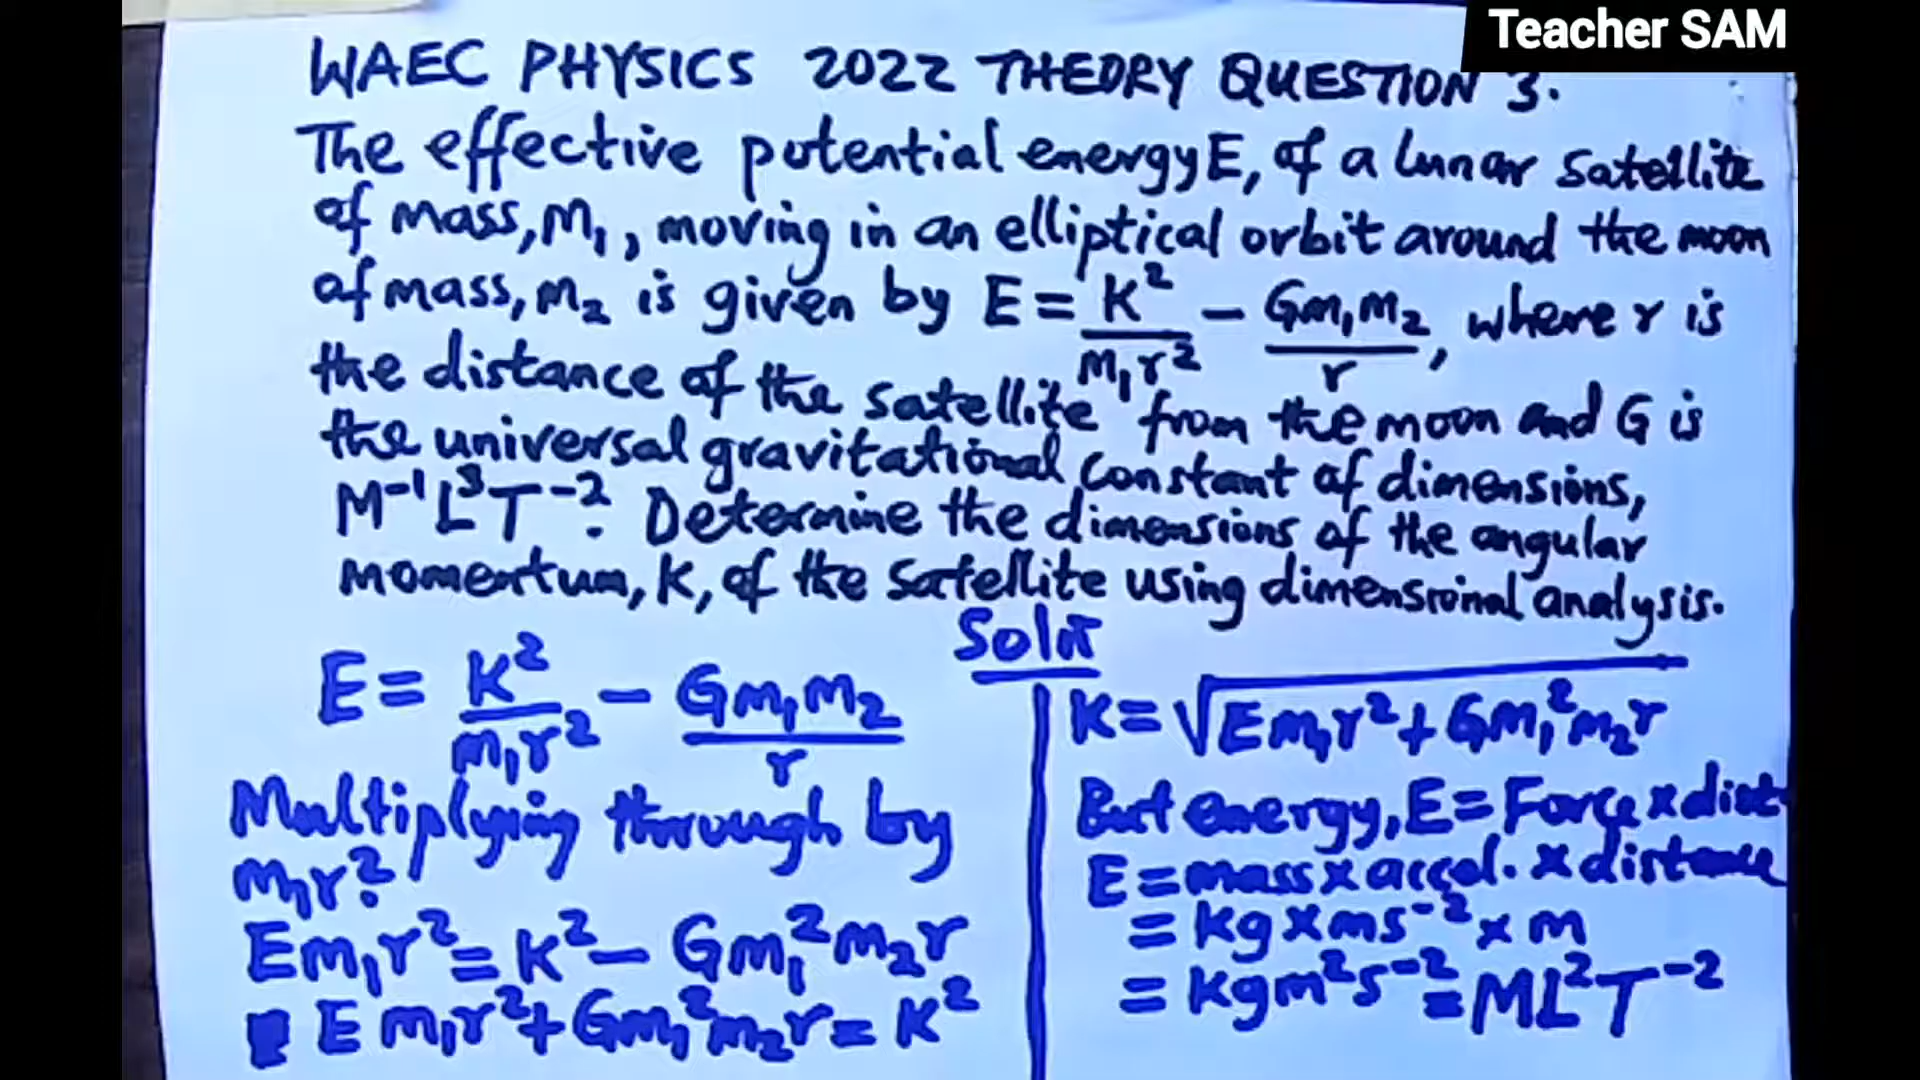 Teacher SAM
WAEC PHYSICS 2022 THEORY QUESTION 3.
The effective potential energy E, of a lunar satellite
of mass, M₁, moving in an elliptical orbit around the moon
of mass, m₂ is given by E = K²/m₁r² − Gm₁m₂/r, where r is
the distance of the satellite from the moon and G is
the universal gravitational constant of dimensions,
M⁻¹L³T⁻². Determine the dimensions of the angular
momentum, K, of the satellite using dimensional analysis.
Soln
E = K²/m₁r² − Gm₁m₂/r
Multiplying through by
m₁r²
Em₁r² = K² − Gm₁²m₂r
E m₁r² + Gm₁²m₂r = K²
K = √(Em₁r² + Gm₁²m₂r)
But energy, E = Force x dist
E = mass x accel. x distance
= kg x ms⁻² x m
= kgm²s⁻² = ML²T⁻²